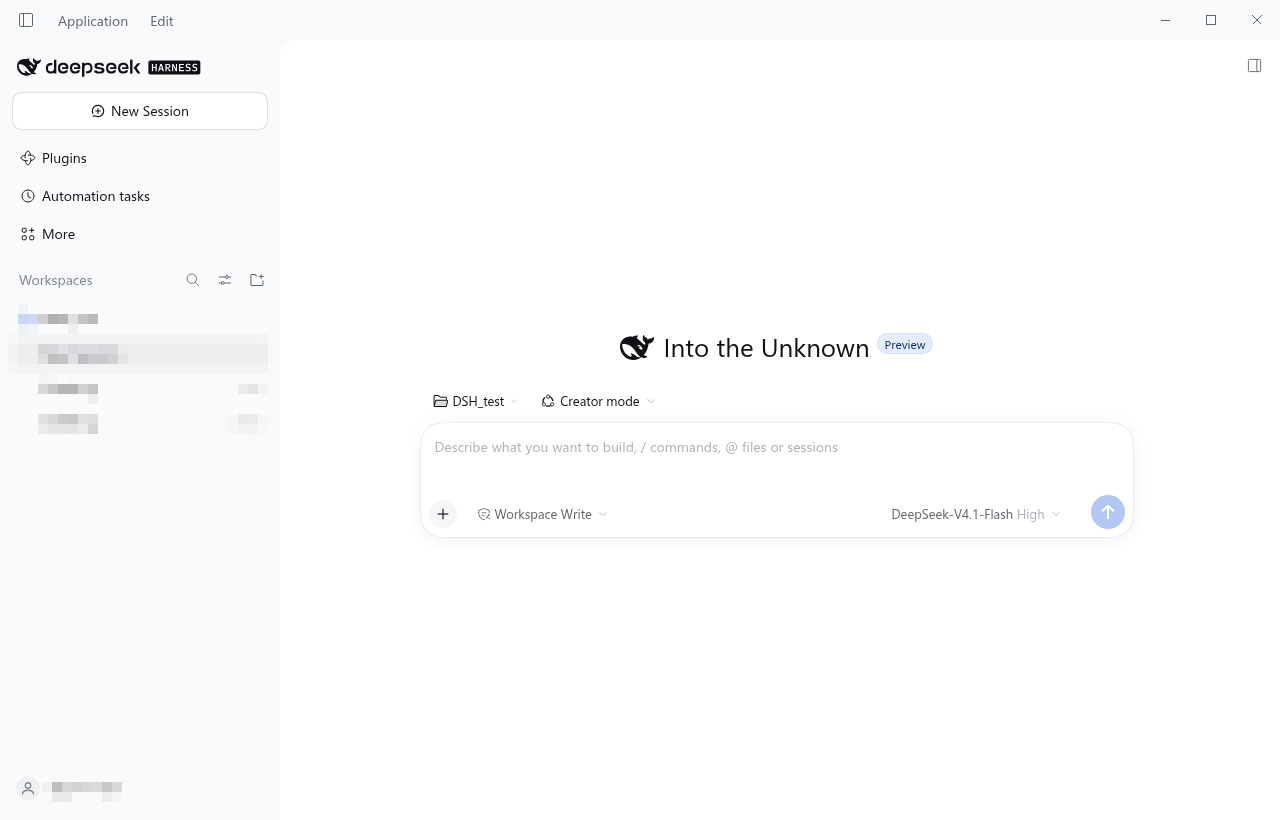 Application Edit
deepseek HARNESS
New Session
Plugins
Automation tasks
More
Workspaces
Into the Unknown Preview
DSH_test Creator mode
Describe what you want to build, / commands, @ files or sessions
Workspace Write DeepSeek-V4.1-Flash High